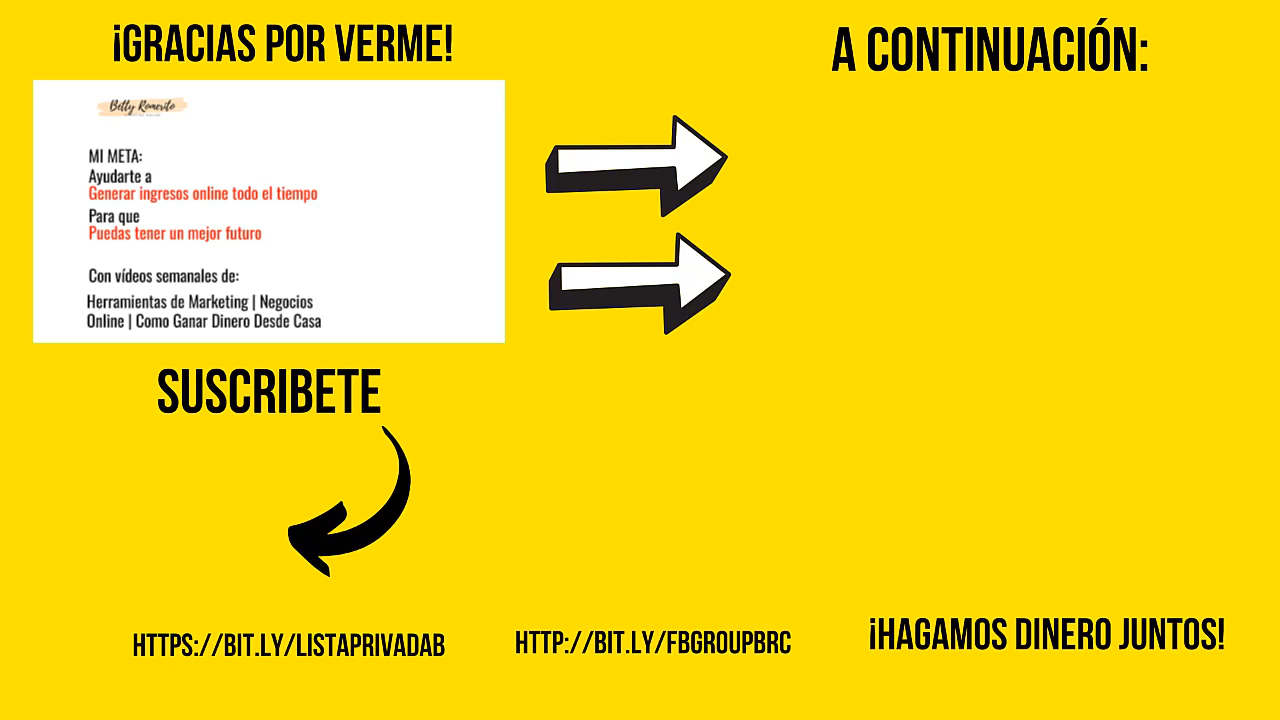 ¡GRACIAS POR VERME!
A CONTINUACIÓN:
Betty Romerito
MI META:
Ayudarte a
Generar ingresos online todo el tiempo
Para que
Puedas tener un mejor futuro
Con vídeos semanales de:
Herramientas de Marketing | Negocios
Online | Como Ganar Dinero Desde Casa
SUSCRIBETE
HTTPS://BIT.LY/LISTAPRIVADAB
HTTP://BIT.LY/FBGROUPBRC
¡HAGAMOS DINERO JUNTOS!